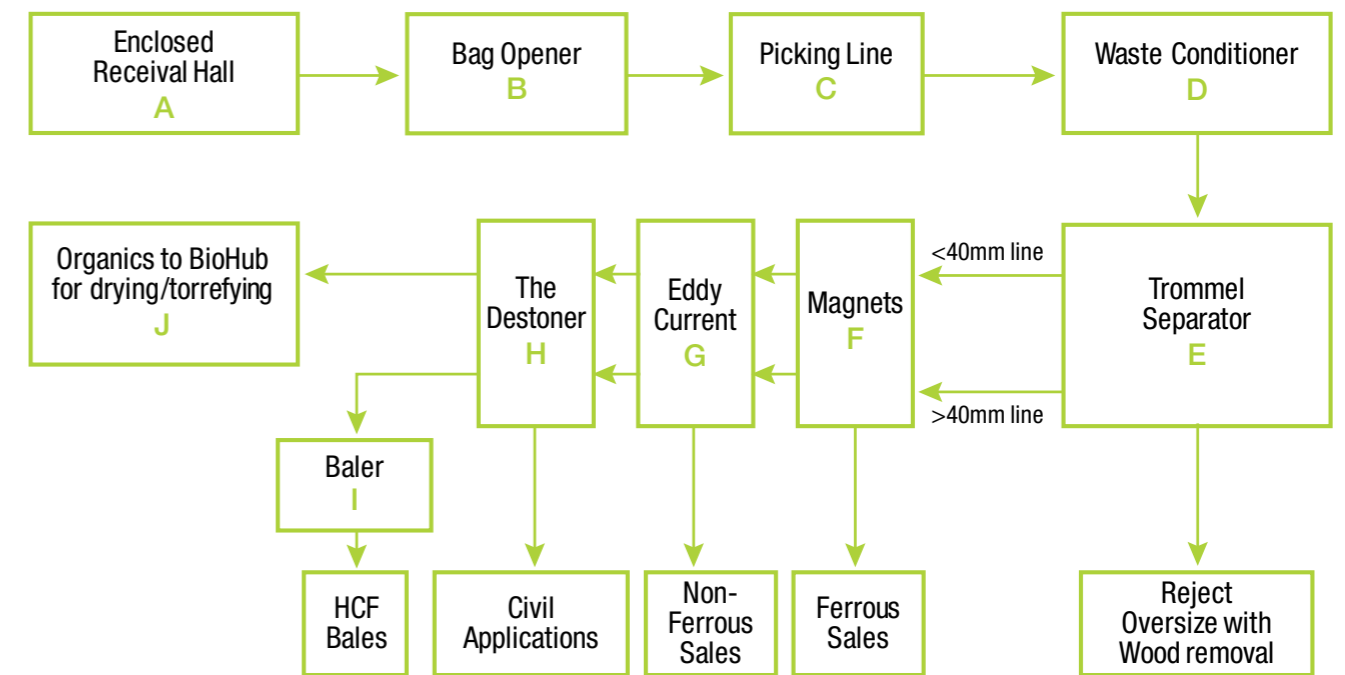 Enclosed
Receival Hall
A
Bag Opener
B
Picking Line
C
Waste Conditioner
D
Organics to BioHub
for drying/torrefying
J
The
Destoner
H
Eddy
Current
G
Magnets
F
<40mm line
>40mm line
Trommel
Separator
E
Baler
I
HCF
Bales
Civil
Applications
Non-
Ferrous
Sales
Ferrous
Sales
Reject
Oversize with
Wood removal